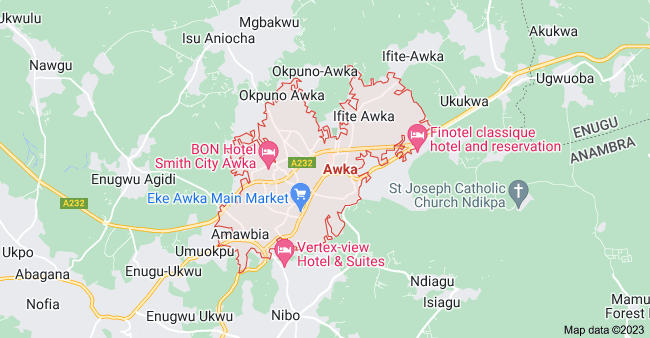 Ukwulu
Mgbakwu
Isu Aniocha
Akukwa
Ifite-Awka
Nawgu
Okpuno-Awka
Ugwuoba
Okpuno Awka
Ukukwa
Ifite Awka
ENUGU
ANAMBRA
Finotel classique
hotel and reservation
BON Hotel
Smith City Awka
A232
Awka
Enugwu Agidi
St Joseph Catholic
Church Ndikpa
Eke Awka Main Market
A232
Amawbia
Umuokpu
Vertex-view
Hotel & Suites
Ukpo
Abagana
Enugu-Ukwu
Ndiagu
Isiagu
Nofia
Enugwu Ukwu
Nibo
Mamu
Forest R
Map data ©2023